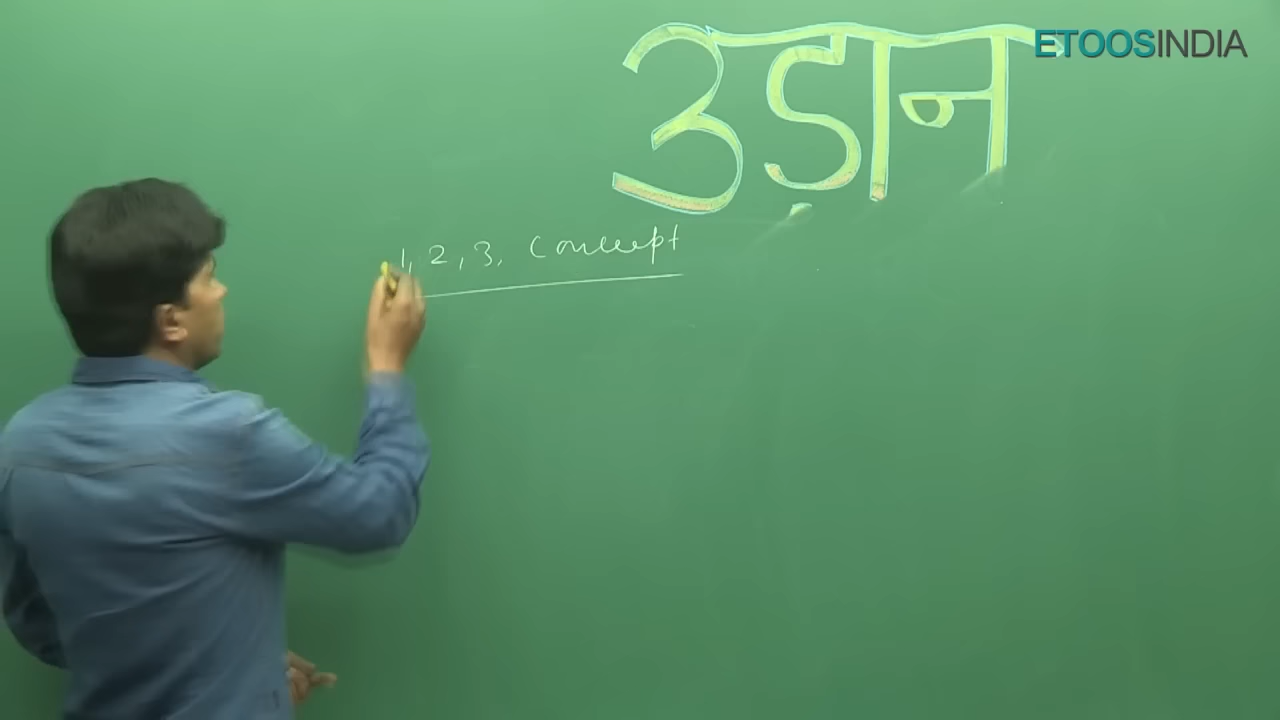 उडान
ETOOSINDIA
1, 2, 3, Concept